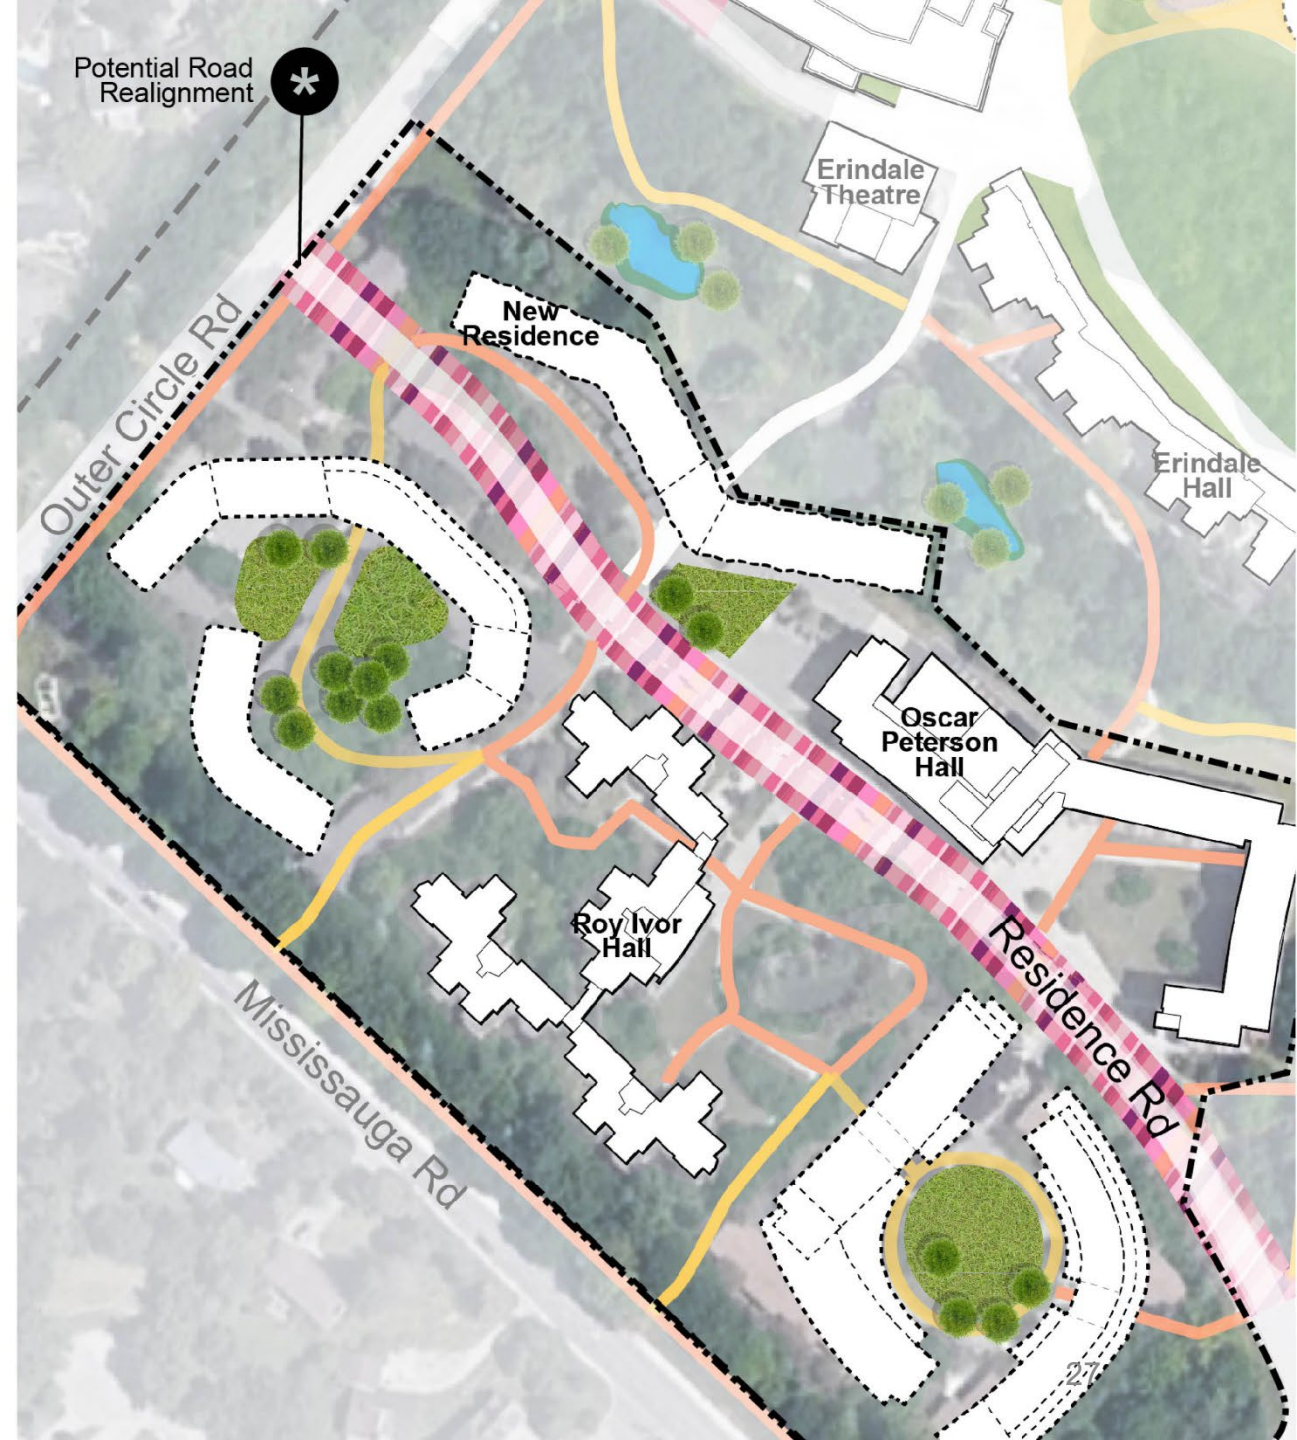 Potential Road
Realignment
*
Erindale
Theatre
New
Residence
Outer Circle Rd
Erindale
Hall
Oscar
Peterson
Hall
Roy Ivor
Hall
Residence Rd
Mississauga Rd
27